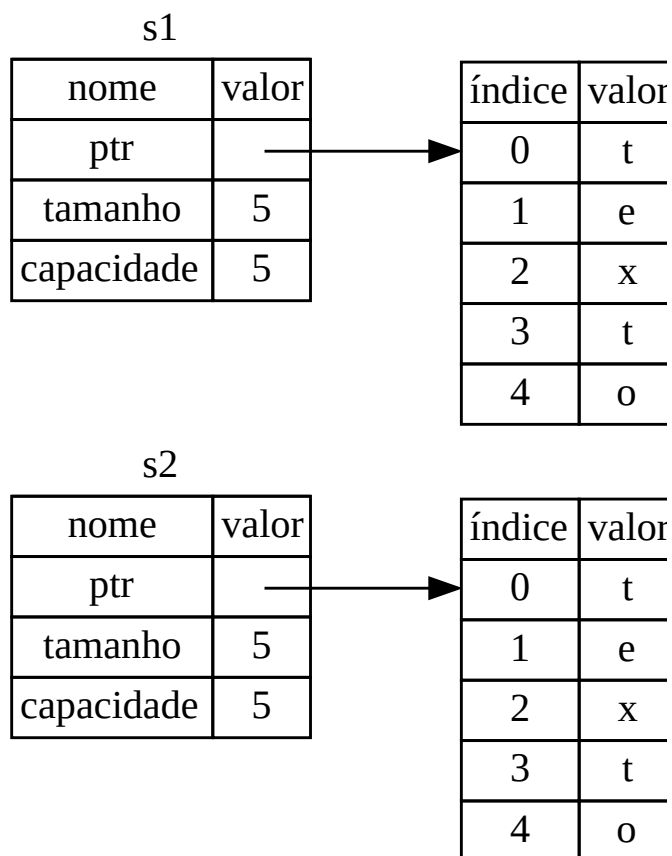 s1
nome valor
ptr
tamanho 5
capacidade 5
índice valor
0 t
1 e
2 x
3 t
4 o
s2
nome valor
ptr
tamanho 5
capacidade 5
índice valor
0 t
1 e
2 x
3 t
4 o